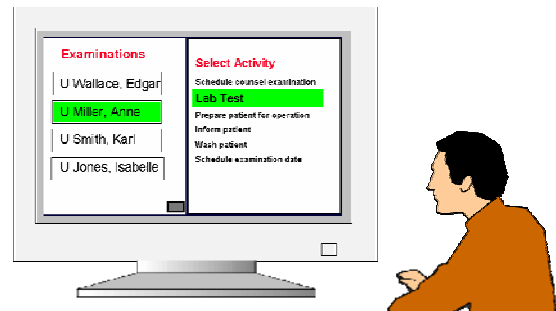 Examinations
U Wallace, Edgar
U Miller, Anne
U Smith, Karl
U Jones, Isabelle
Select Activity
Schedule counsel examination
Lab Test
Prepare patient for operation
Inform patient
Wash patient
Schedule examination date